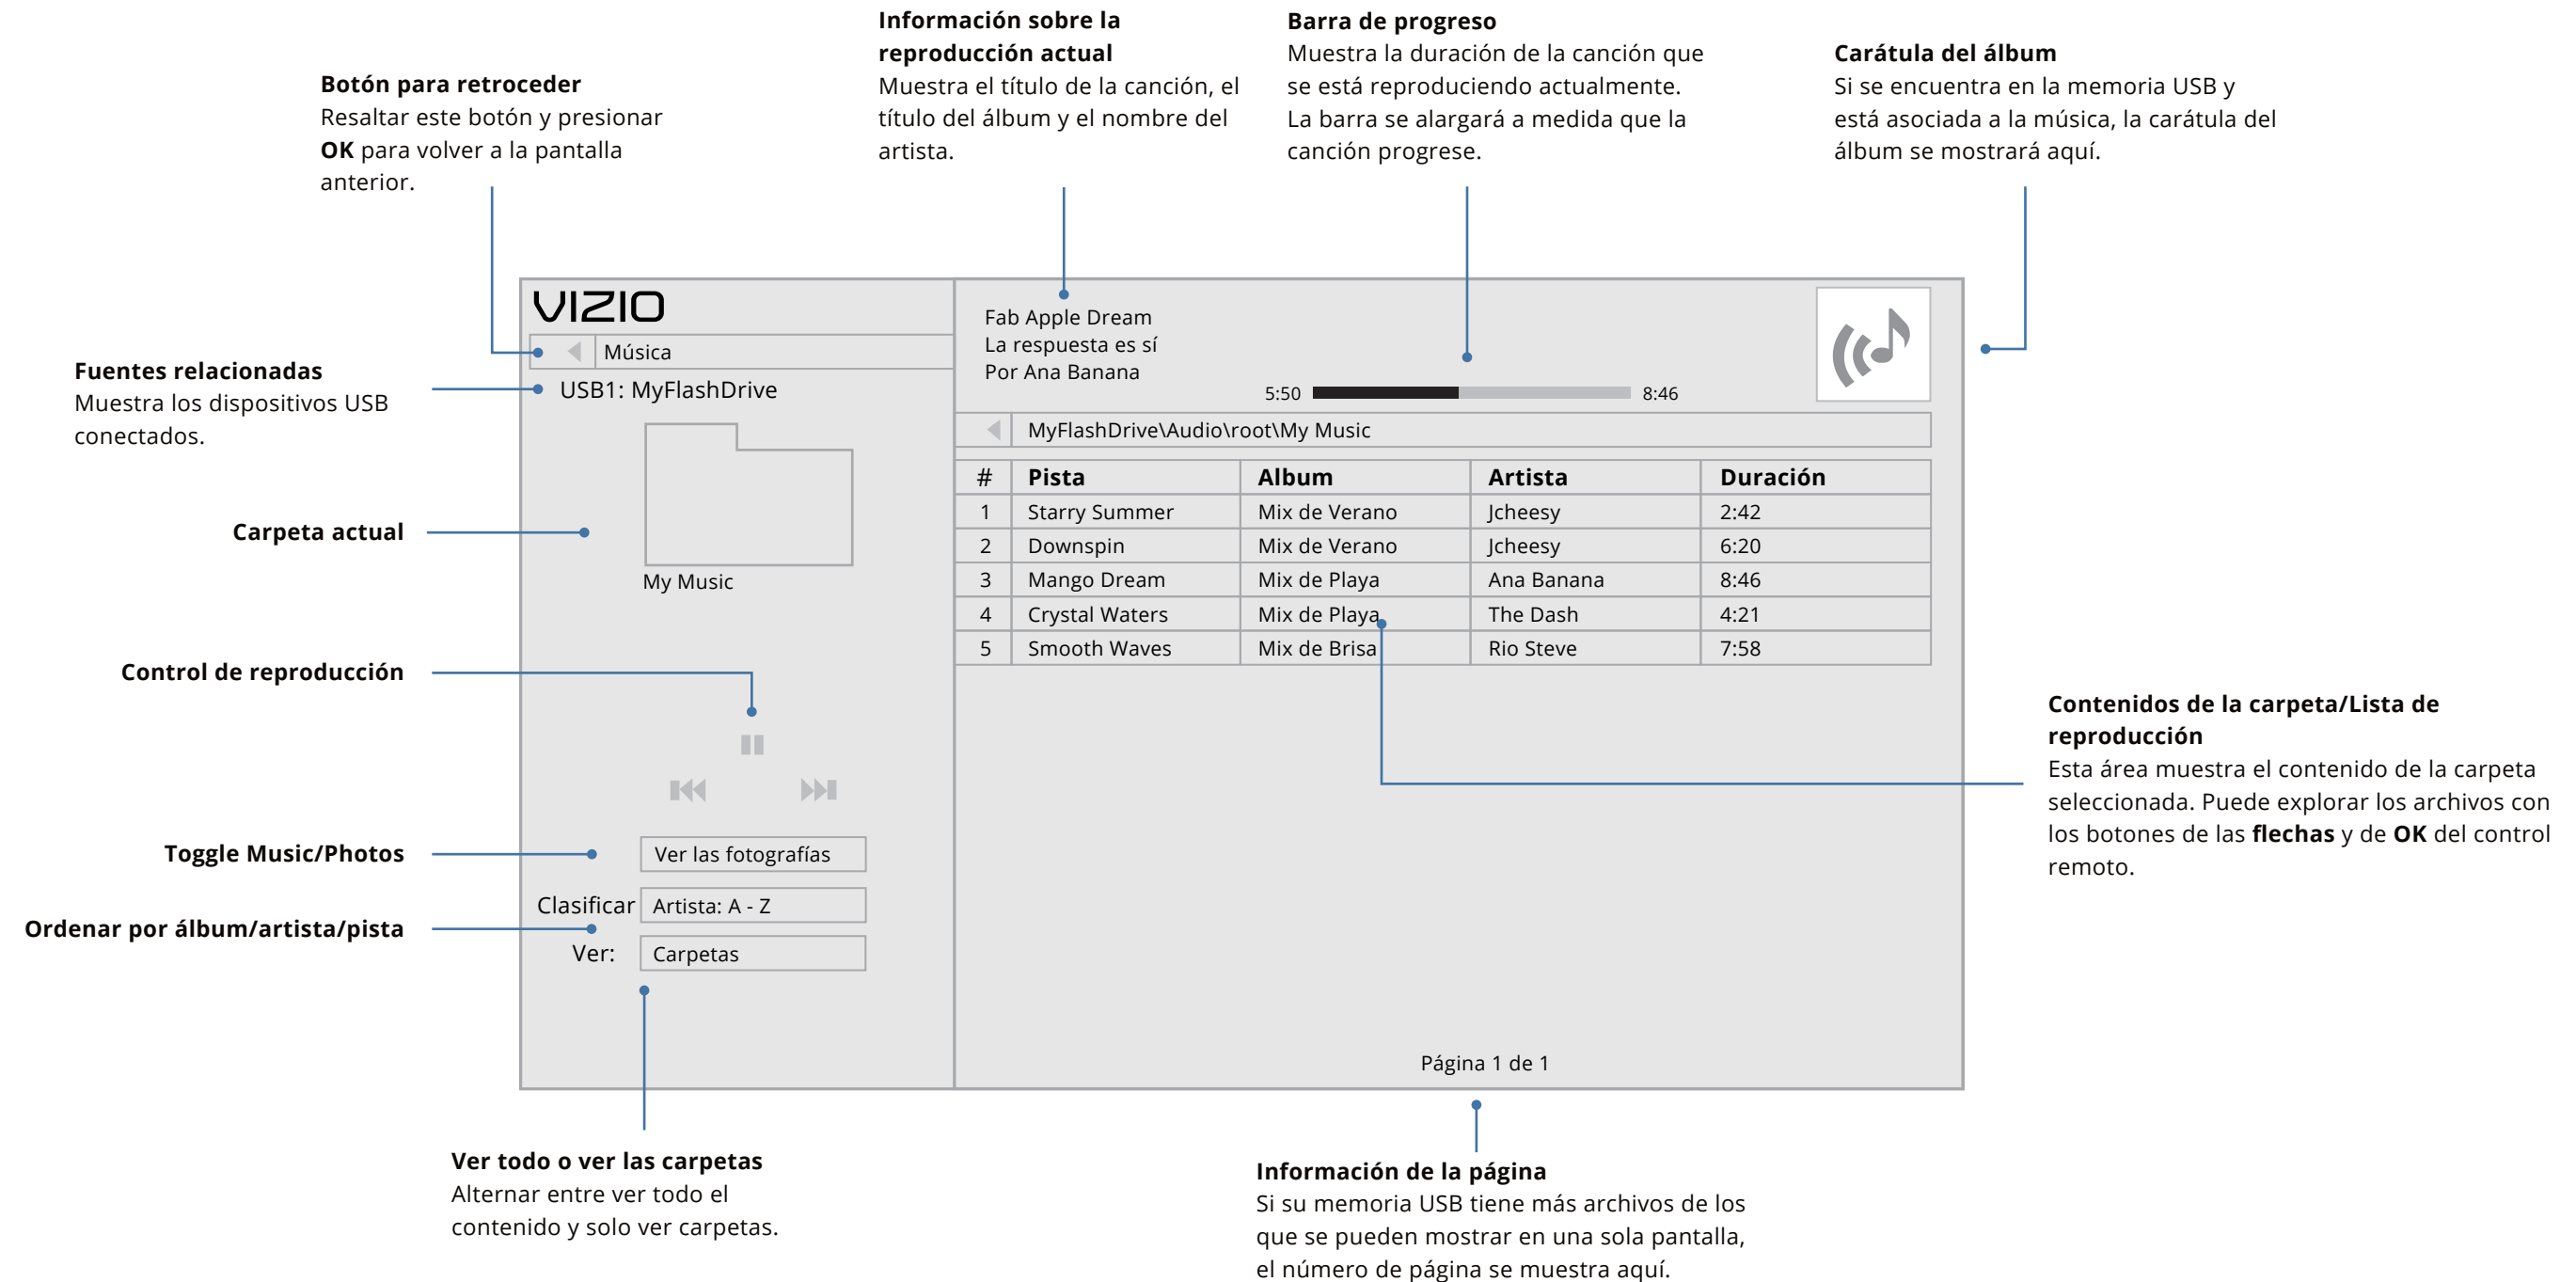 Botón para retroceder
Resaltar este botón y presionar
OK para volver a la pantalla
anterior.
Información sobre la
reproducción actual
Muestra el título de la canción, el
título del álbum y el nombre del
artista.
Barra de progreso
Muestra la duración de la canción que
se está reproduciendo actualmente.
La barra se alargará a medida que la
canción progrese.
Carátula del álbum
Si se encuentra en la memoria USB y
está asociada a la música, la carátula del
álbum se mostrará aquí.
Fuentes relacionadas
Muestra los dispositivos USB
conectados.
Carpeta actual
Control de reproducción
Toggle Music/Photos
Ordenar por álbum/artista/pista
VIZIO
Música
USB1: MyFlashDrive
My Music
Ver las fotografías
Clasificar Artista: A - Z
Ver: Carpetas
Fab Apple Dream
La respuesta es sí
Por Ana Banana
5:50 8:46
MyFlashDrive\Audio\root\My Music
# Pista Album Artista Duración
1 Starry Summer Mix de Verano Jcheesy 2:42
2 Downspin Mix de Verano Jcheesy 6:20
3 Mango Dream Mix de Playa Ana Banana 8:46
4 Crystal Waters Mix de Playa The Dash 4:21
5 Smooth Waves Mix de Brisa Rio Steve 7:58
Página 1 de 1
Contenidos de la carpeta/Lista de
reproducción
Esta área muestra el contenido de la carpeta
seleccionada. Puede explorar los archivos con
los botones de las flechas y de OK del control
remoto.
Ver todo o ver las carpetas
Alternar entre ver todo el
contenido y solo ver carpetas.
Información de la página
Si su memoria USB tiene más archivos de los
que se pueden mostrar en una sola pantalla,
el número de página se muestra aquí.